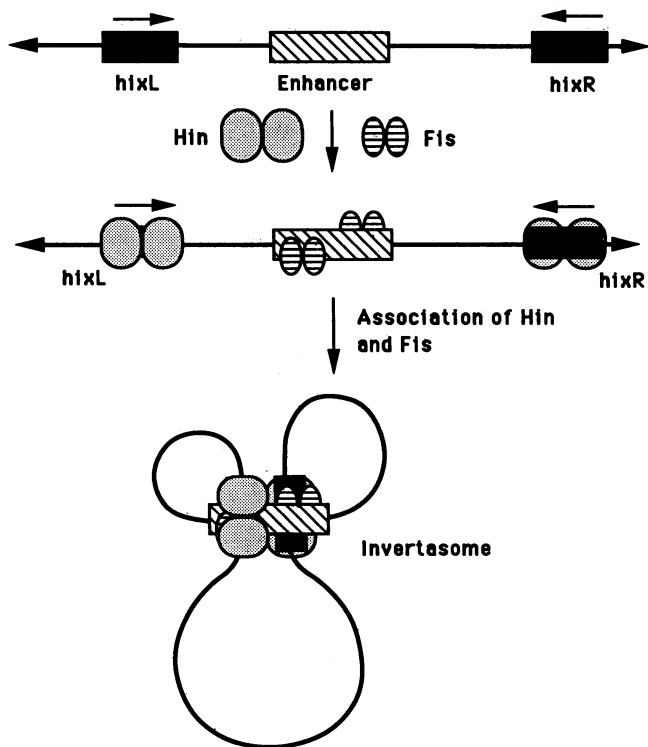 hixL
Enhancer
hixR
Hin
Fis
hixL
hixR
Association of Hin
and Fis
Invertasome